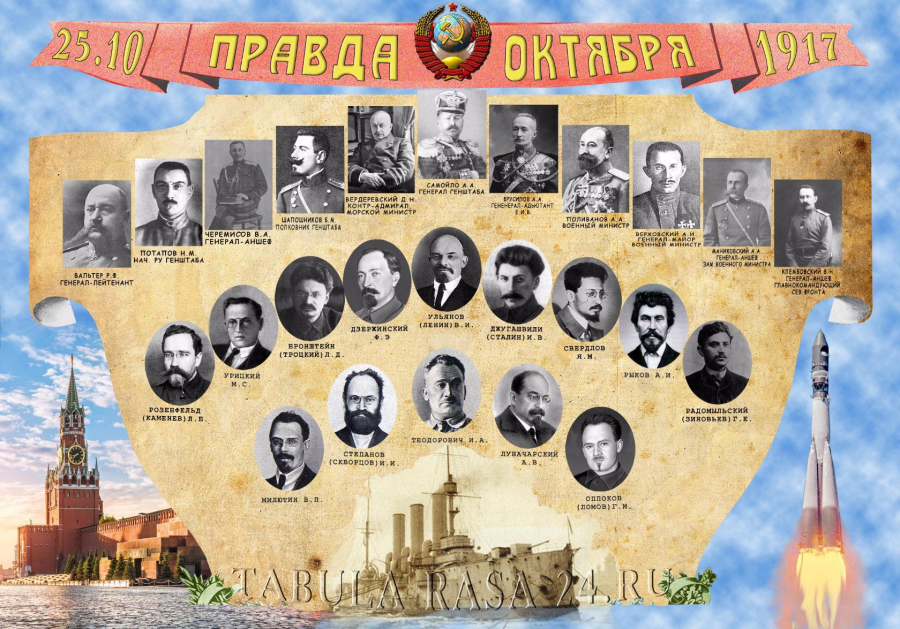 25.10 ПРАВДА ОКТЯБРЯ 1917
САМОЙЛО А.А.
ГЕНЕРАЛ ГЕНШТАБА
ВЕРДЕРЕВСКИЙ Д.Н.
КОНТР-АДМИРАЛ,
МОРСКОЙ МИНИСТР
БРУСИЛОВ А.А.
ГЕНЕРАЛ-АДЬЮТАНТ
Е.И.В.
ШАПОШНИКОВ Б.М.
ПОЛКОВНИК ГЕНШТАБА
ПОЛИВАНОВ А.А.
ВОЕННЫЙ МИНИСТР
ЧЕРЕМИСОВ В.А.
ГЕНЕРАЛ-АНШЕФ
ВЕРХОВСКИЙ А.И.
ГЕНЕРАЛ-МАЙОР
ВОЕННЫЙ МИНИСТР
ПОТАПОВ Н.М.
НАЧ. РУ ГЕНШТАБА
МАНИКОВСКИЙ А.А.
ГЕНЕРАЛ-АНШЕФ
ЗАМ.ВОЕННОГО МИНИСТРА
ВАЛЬТЕР Р.Ф
ГЕНЕРАЛ-ЛЕЙТЕНАНТ
КЛЕМБОВСКИЙ В.Н.
ГЕНЕРАЛ-АНШЕФ
ГЛАВНОКОМАНДУЮЩИЙ
СЕВ.ФРОНТА
УЛЬЯНОВ
(ЛЕНИН)В.И.
ДЗЕРЖИНСКИЙ
Ф.Э
ДЖУГАШВИЛИ
(СТАЛИН)И.В.
БРОНШТЕЙН
(ТРОЦКИЙ)Л.Д.
СВЕРДЛОВ
Я.М.
УРИЦКИЙ
М.С.
РЫКОВ А.И.
РОЗЕНФЕЛЬД
(КАМЕНЕВ)Л.Б.
РАДОМЫЛЬСКИЙ
(ЗИНОВЬЕВ)Г.Е.
ТЕОДОРОВИЧ И.А.
СТЕПАНОВ
(СКВОРЦОВ)И.И.
ЛУНАЧАРСКИЙ
А.В.
МИЛЮТИН В.П.
ОППОКОВ
(ЛОМОВ)Г.И.
TABULA RASA 24.RU